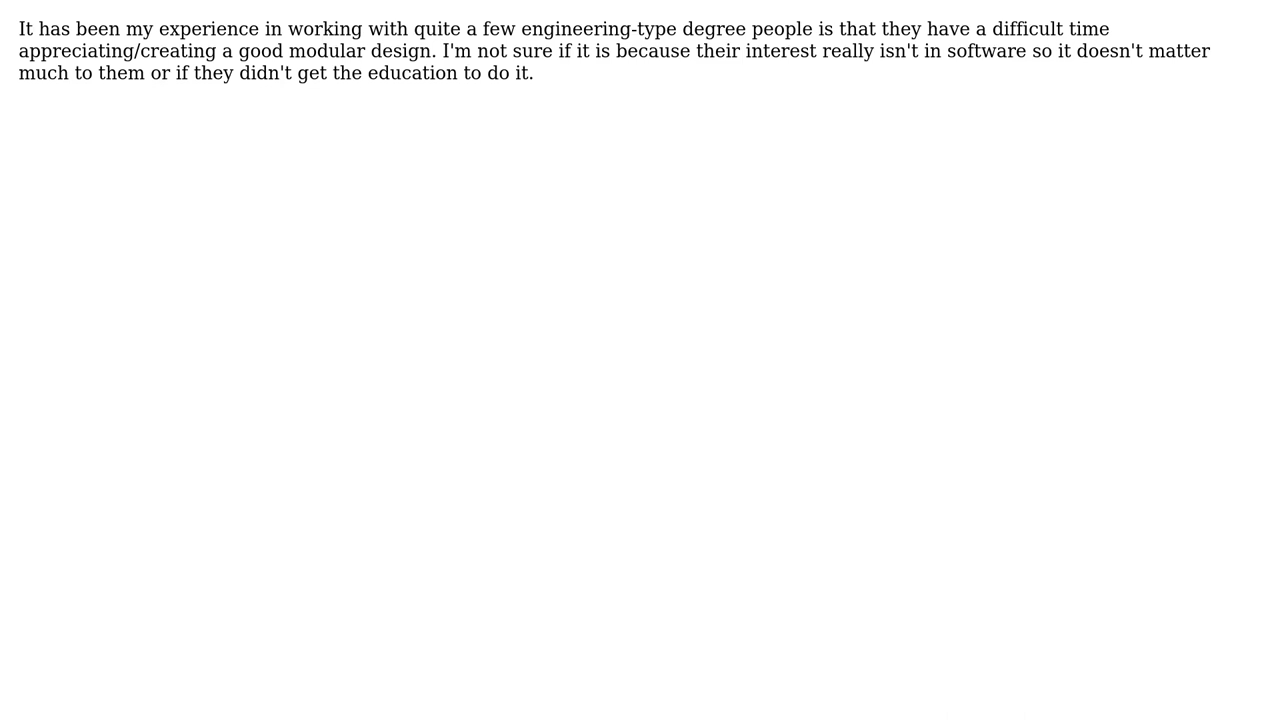 It has been my experience in working with quite a few engineering-type degree people is that they have a difficult time
appreciating/creating a good modular design. I'm not sure if it is because their interest really isn't in software so it doesn't matter
much to them or if they didn't get the education to do it.